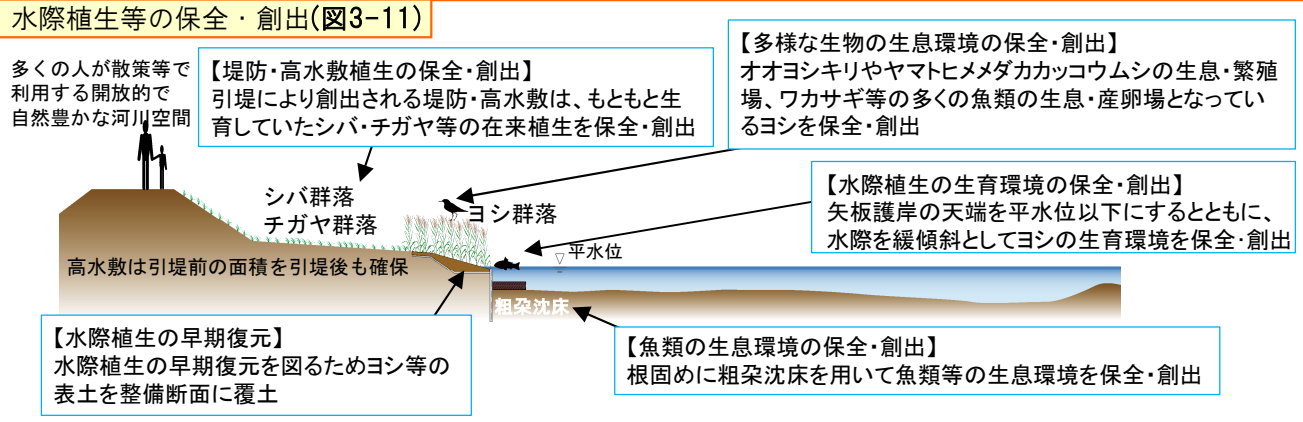 水際植生等の保全・創出(図3-11)
多くの人が散策等で
利用する開放的で
自然豊かな河川空間
【堤防・高水敷植生の保全・創出】
引堤により創出される堤防・高水敷は、もともと生
育していたシバ・チガヤ等の在来植生を保全・創出
【多様な生物の生息環境の保全・創出】
オオヨシキリやヤマトヒメメダカカッコウムシの生息・繁殖
場、ワカサギ等の多くの魚類の生息・産卵場となってい
るヨシを保全・創出
シバ群落
チガヤ群落
ヨシ群落
【水際植生の生育環境の保全・創出】
矢板護岸の天端を平水位以下にするとともに、
水際を緩傾斜としてヨシの生育環境を保全・創出
平水位
高水敷は引堤前の面積を引堤後も確保
粗朶沈床
【水際植生の早期復元】
水際植生の早期復元を図るためヨシ等の
表土を整備断面に覆土
【魚類の生息環境の保全・創出】
根固めに粗朶沈床を用いて魚類等の生息環境を保全・創出